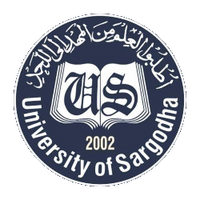 اطلبوا العلم من المهد الى اللحد
US
2002
University of Sargodha